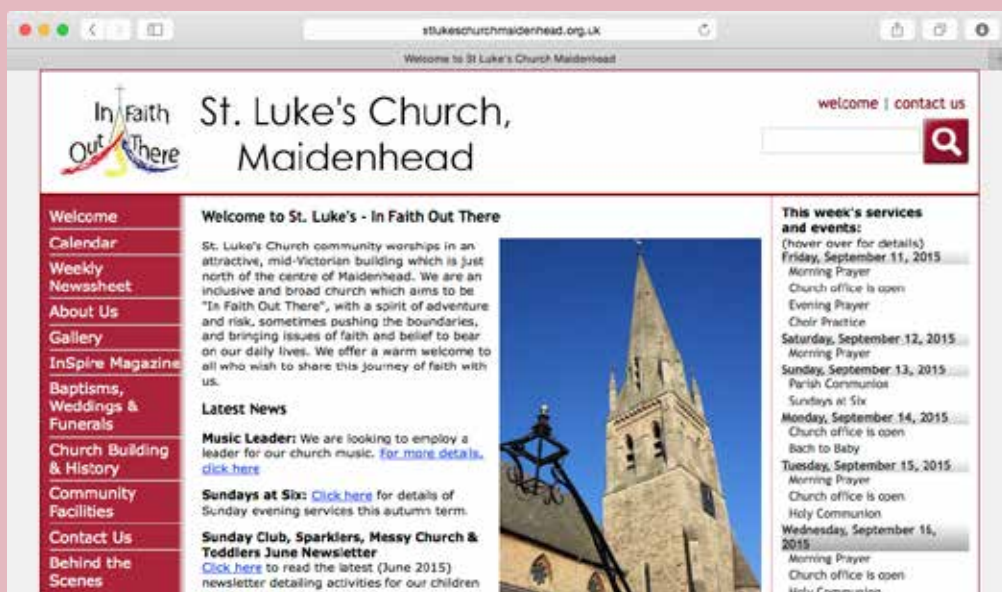 stlukeschurchmaidenhead.org.uk
Welcome to St Luke's Church Maidenhead
In Faith
Out There
St. Luke's Church,
Maidenhead
welcome | contact us
Welcome
Calendar
Weekly
Newssheet
About Us
Gallery
InSpire Magazine
Baptisms,
Weddings &
Funerals
Church Building
& History
Community
Facilities
Contact Us
Behind the
Scenes
Welcome to St. Luke's - In Faith Out There
St. Luke's Church community worships in an
attractive, mid-Victorian building which is just
north of the centre of Maidenhead. We are an
inclusive and broad church which aims to be
"In Faith Out There", with a spirit of adventure
and risk, sometimes pushing the boundaries,
and bringing issues of faith and belief to bear
on our daily lives. We offer a warm welcome to
all who wish to share this journey of faith with
us.
Latest News
Music Leader: We are looking to employ a
leader for our church music. For more details,
click here
Sundays at Six: Click here for details of
Sunday evening services this autumn term.
Sunday Club, Sparklers, Messy Church &
Toddlers June Newsletter
Click here to read the latest (June 2015)
newsletter detailing activities for our children
This week's services
and events:
(hover over for details)
Friday, September 11, 2015
Morning Prayer
Church office is open
Evening Prayer
Choir Practice
Saturday, September 12, 2015
Morning Prayer
Sunday, September 13, 2015
Parish Communion
Sundays at Six
Monday, September 14, 2015
Church office is open
Bach to Baby
Tuesday, September 15, 2015
Morning Prayer
Church office is open
Holy Communion
Wednesday, September 16,
2015
Morning Prayer
Church office is open
Holy Communion